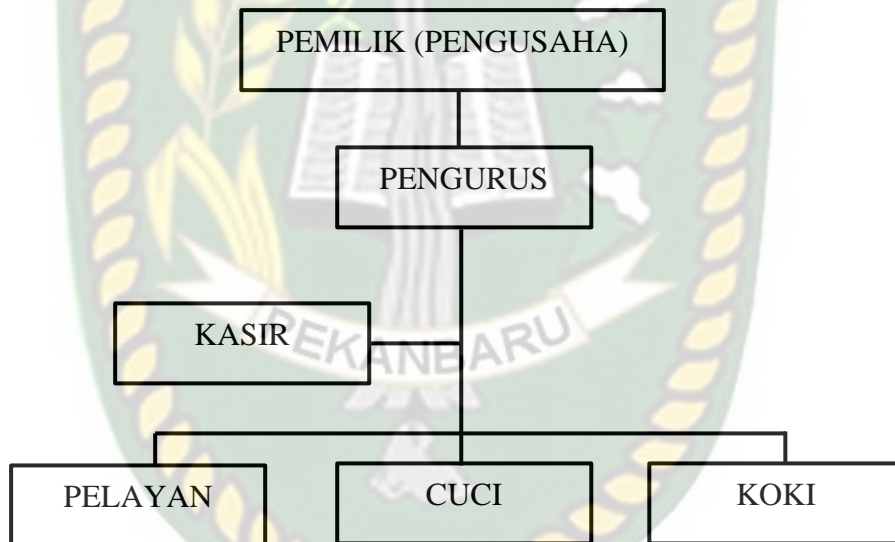 PEMILIK (PENGUSAHA)
PENGURUS
KASIR
PEKANBARU
PELAYAN
CUCI
KOKI